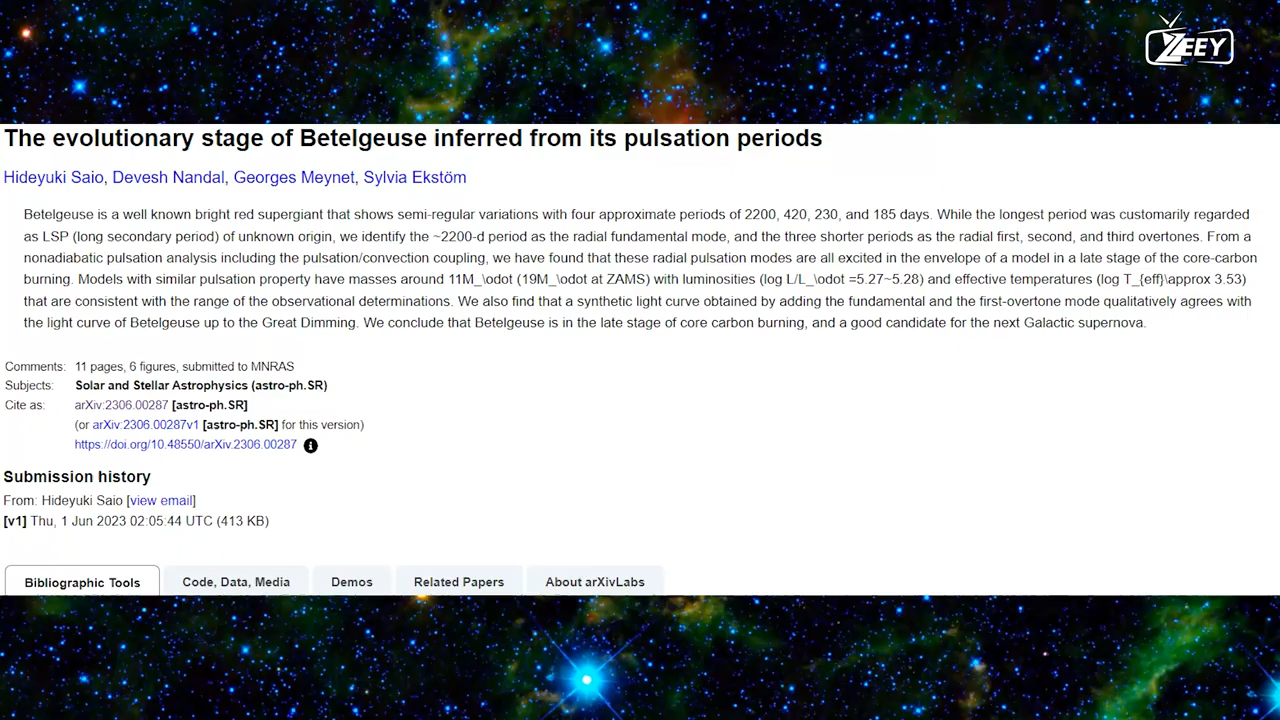 ZEEY
The evolutionary stage of Betelgeuse inferred from its pulsation periods
Hideyuki Saio, Devesh Nandal, Georges Meynet, Sylvia Ekstöm
Betelgeuse is a well known bright red supergiant that shows semi-regular variations with four approximate periods of 2200, 420, 230, and 185 days. While the longest period was customarily regarded
as LSP (long secondary period) of unknown origin, we identify the ~2200-d period as the radial fundamental mode, and the three shorter periods as the radial first, second, and third overtones. From a
nonadiabatic pulsation analysis including the pulsation/convection coupling, we have found that these radial pulsation modes are all excited in the envelope of a model in a late stage of the core-carbon
burning. Models with similar pulsation property have masses around 11M_\odot (19M_\odot at ZAMS) with luminosities (log L/L_\odot =5.27~5.28) and effective temperatures (log T_{eff}\approx 3.53)
that are consistent with the range of the observational determinations. We also find that a synthetic light curve obtained by adding the fundamental and the first-overtone mode qualitatively agrees with
the light curve of Betelgeuse up to the Great Dimming. We conclude that Betelgeuse is in the late stage of core carbon burning, and a good candidate for the next Galactic supernova.
Comments: 11 pages, 6 figures, submitted to MNRAS
Subjects: Solar and Stellar Astrophysics (astro-ph.SR)
Cite as: arXiv:2306.00287 [astro-ph.SR]
(or arXiv:2306.00287v1 [astro-ph.SR] for this version)
https://doi.org/10.48550/arXiv.2306.00287
Submission history
From: Hideyuki Saio [view email]
[v1] Thu, 1 Jun 2023 02:05:44 UTC (413 KB)
Bibliographic Tools Code, Data, Media Demos Related Papers About arXivLabs